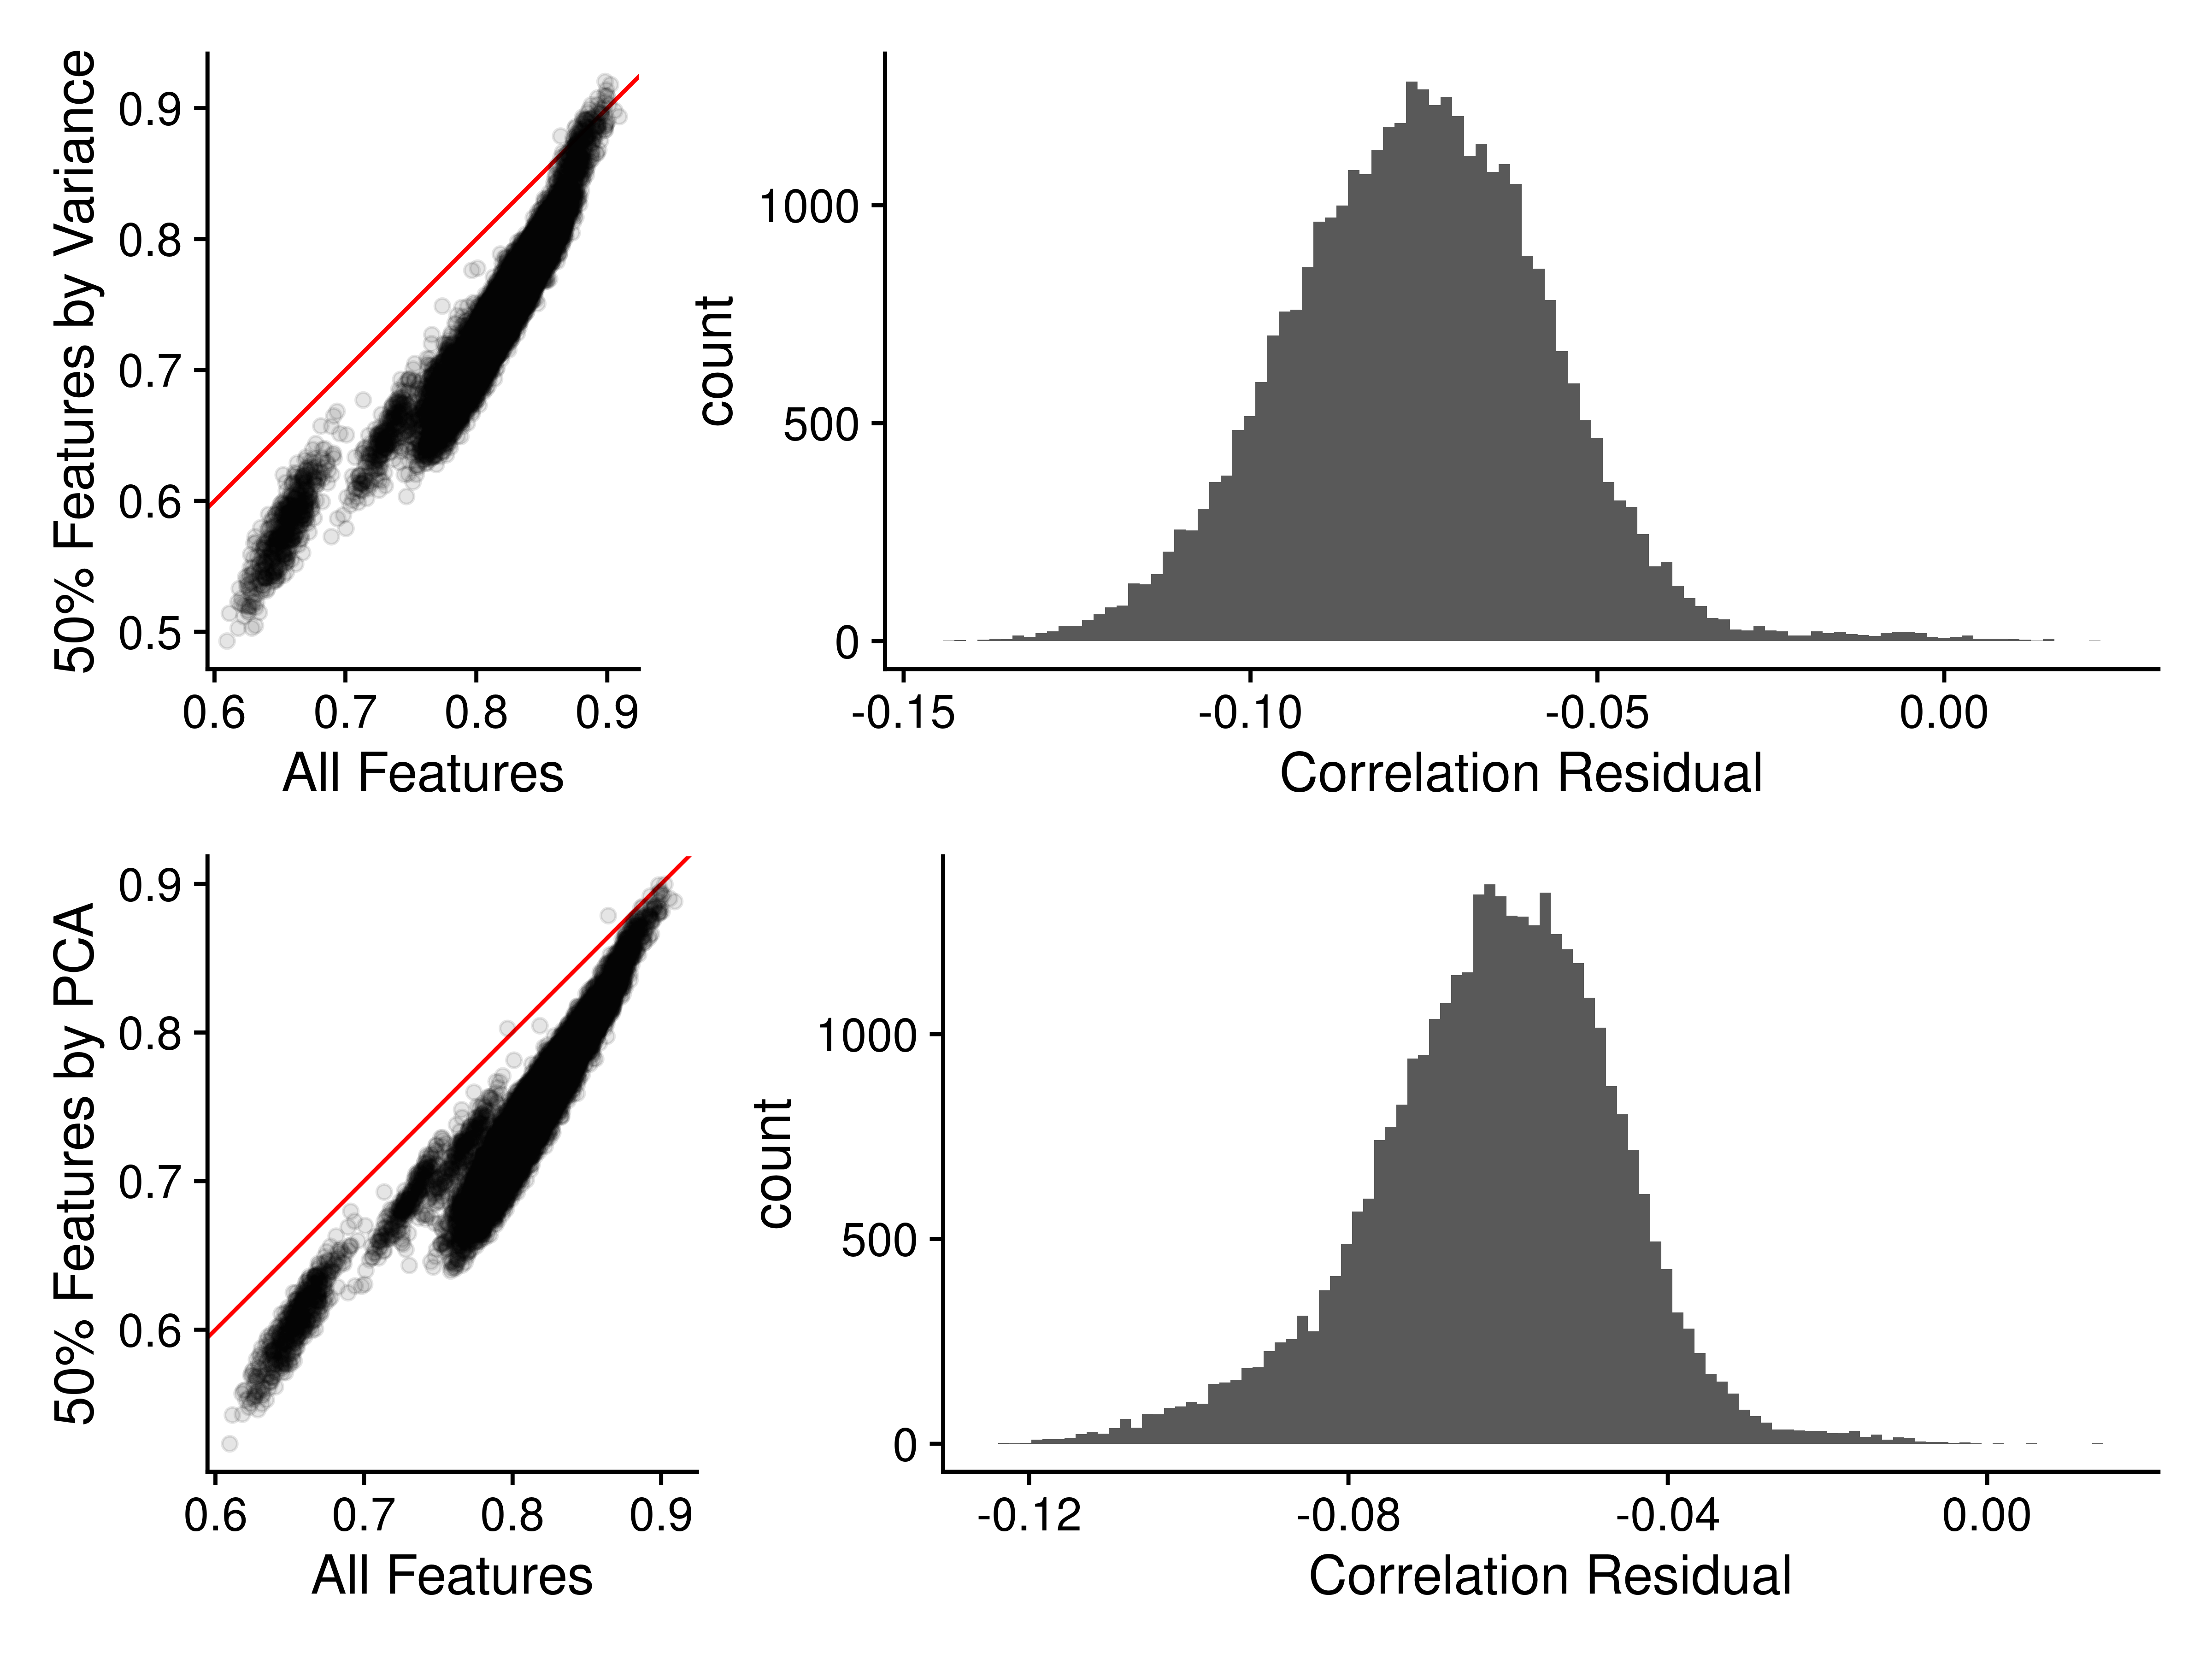 50% Features by Variance
0.9
0.8
0.7
0.6
0.5
0.6 0.7 0.8 0.9
All Features
count
1000
500
0
-0.15 -0.10 -0.05 0.00
Correlation Residual
50% Features by PCA
0.9
0.8
0.7
0.6
0.6 0.7 0.8 0.9
All Features
count
1000
500
0
-0.12 -0.08 -0.04 0.00
Correlation Residual